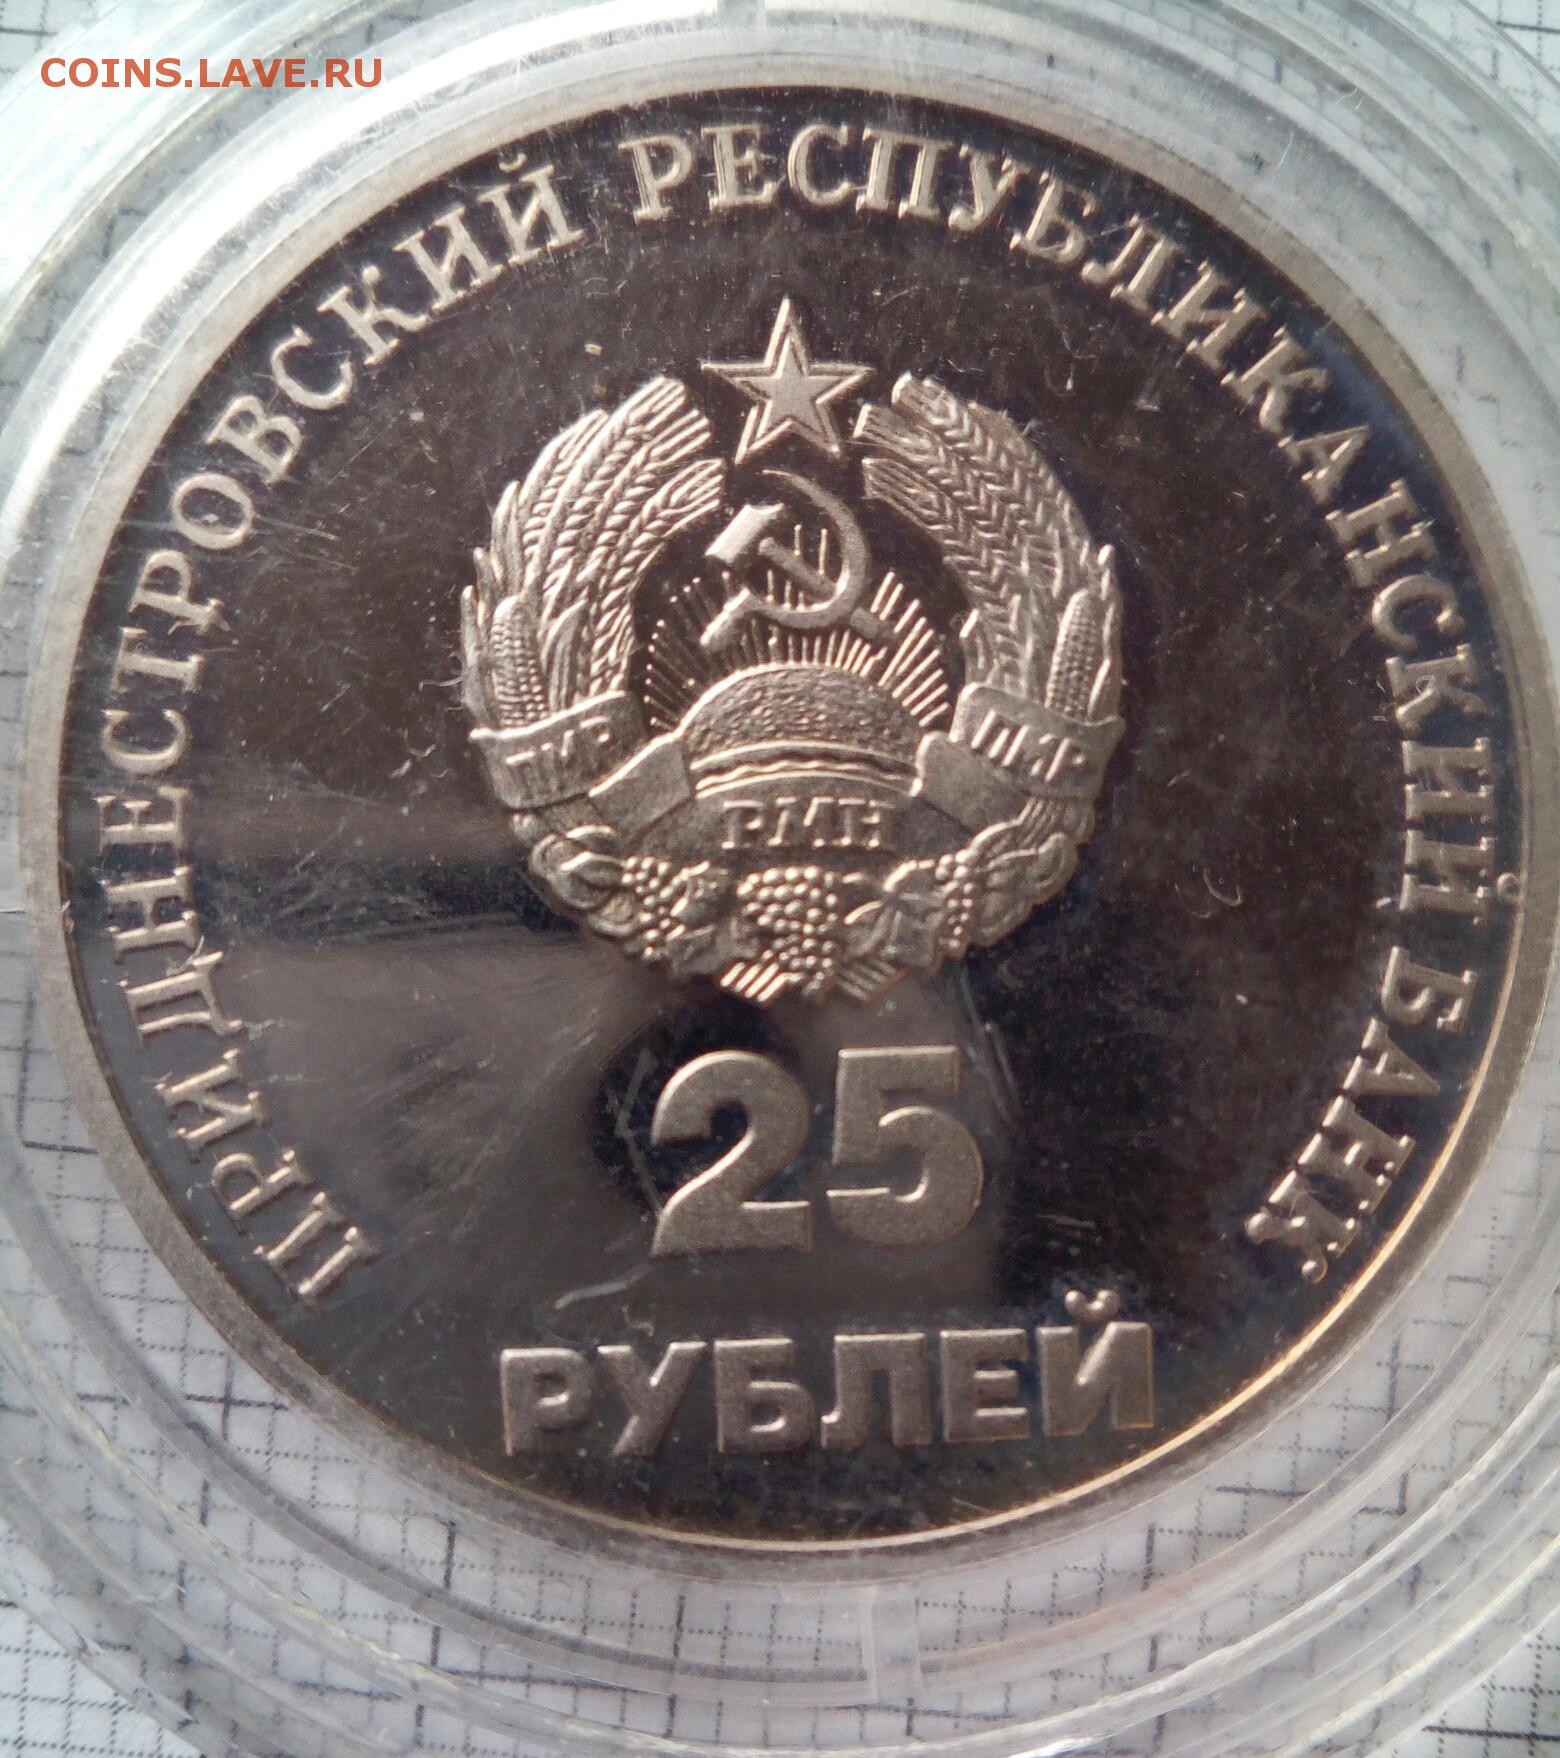 COINS.LAVE.RU
ПРИДНЕСТРОВСКИЙ РЕСПУБЛИКАНСКИЙ БАНК
ПМР
ПМР
РМН
25
РУБЛЕЙ